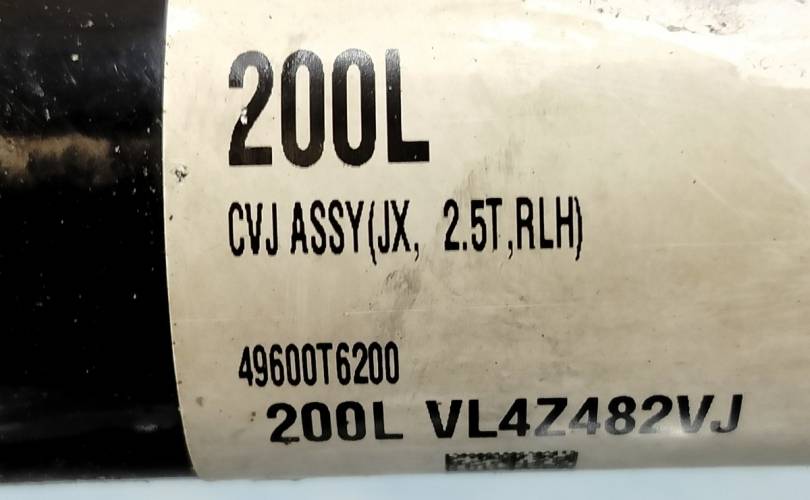 200L
CVJ ASSY(JX, 2.5T,RLH)
49600T6200
200L VL4Z482VJ